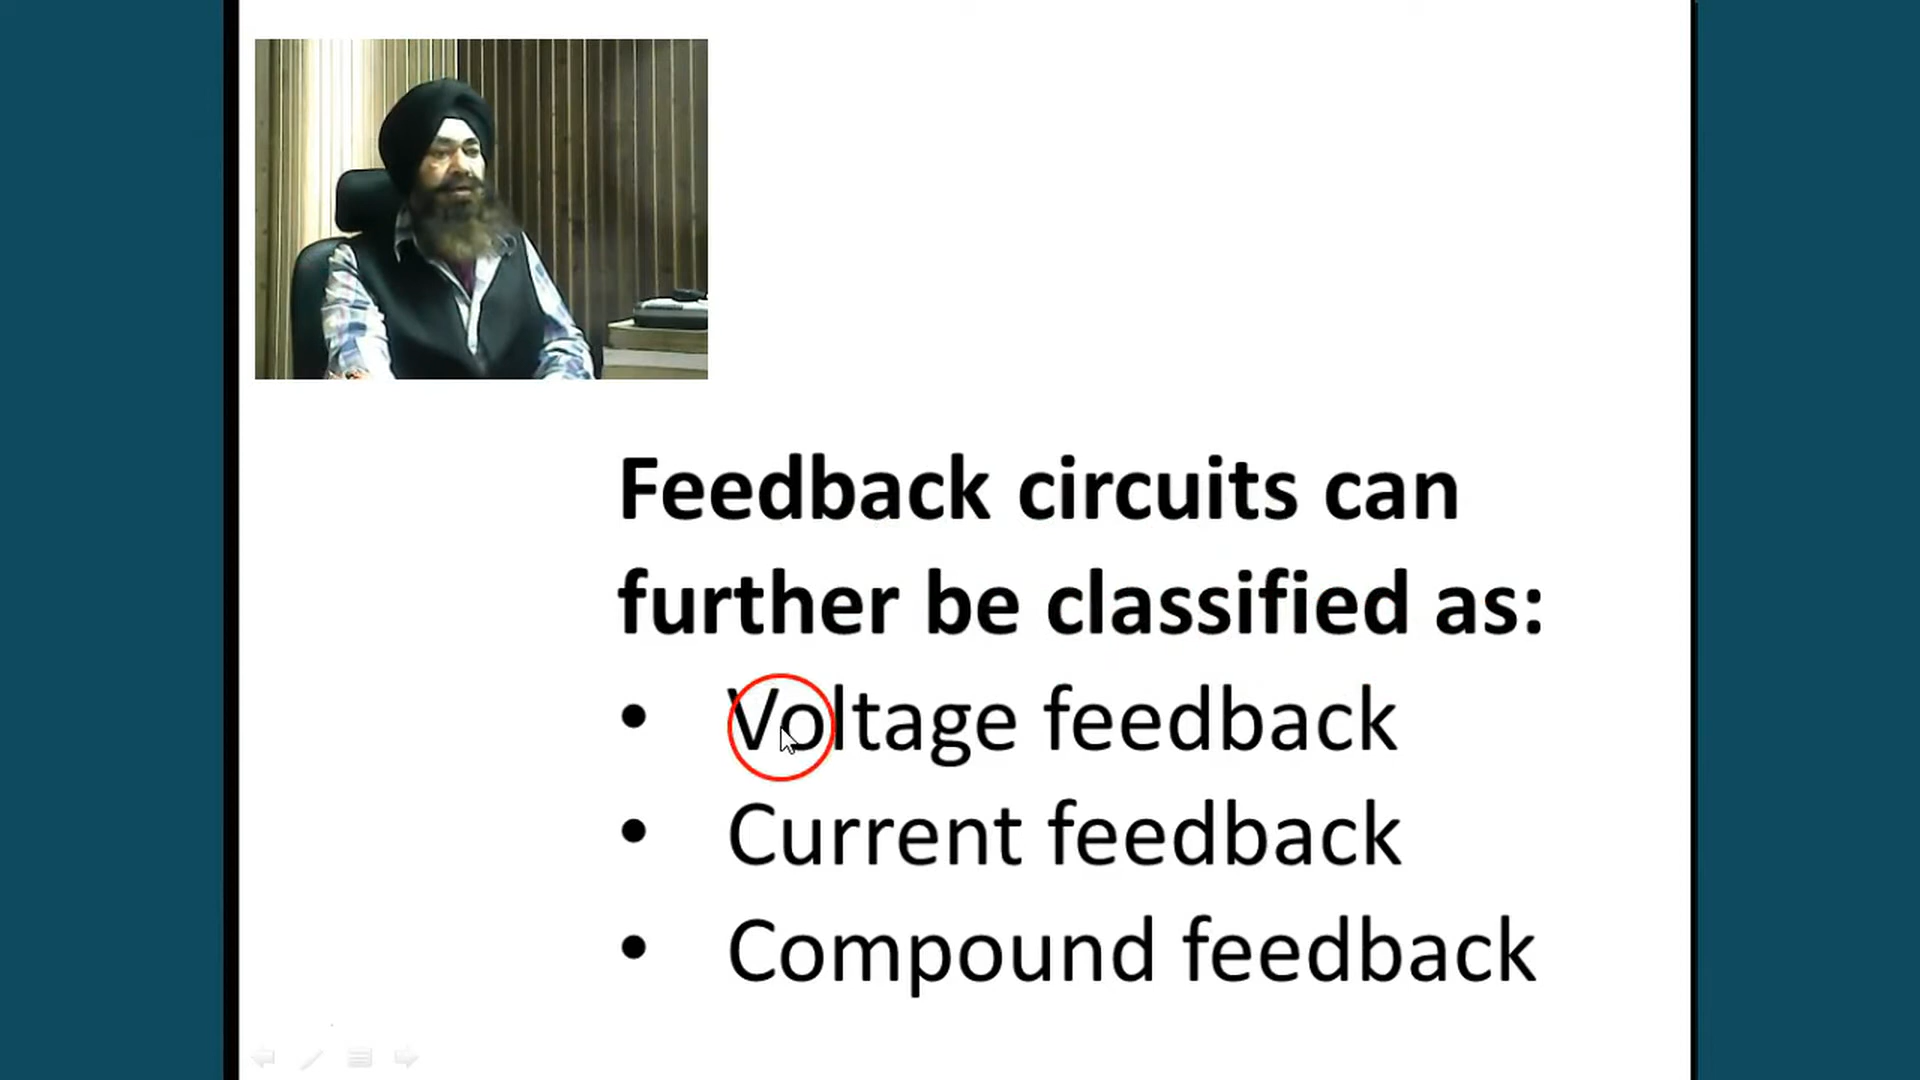 Feedback circuits can
further be classified as:
• Voltage feedback
• Current feedback
• Compound feedback